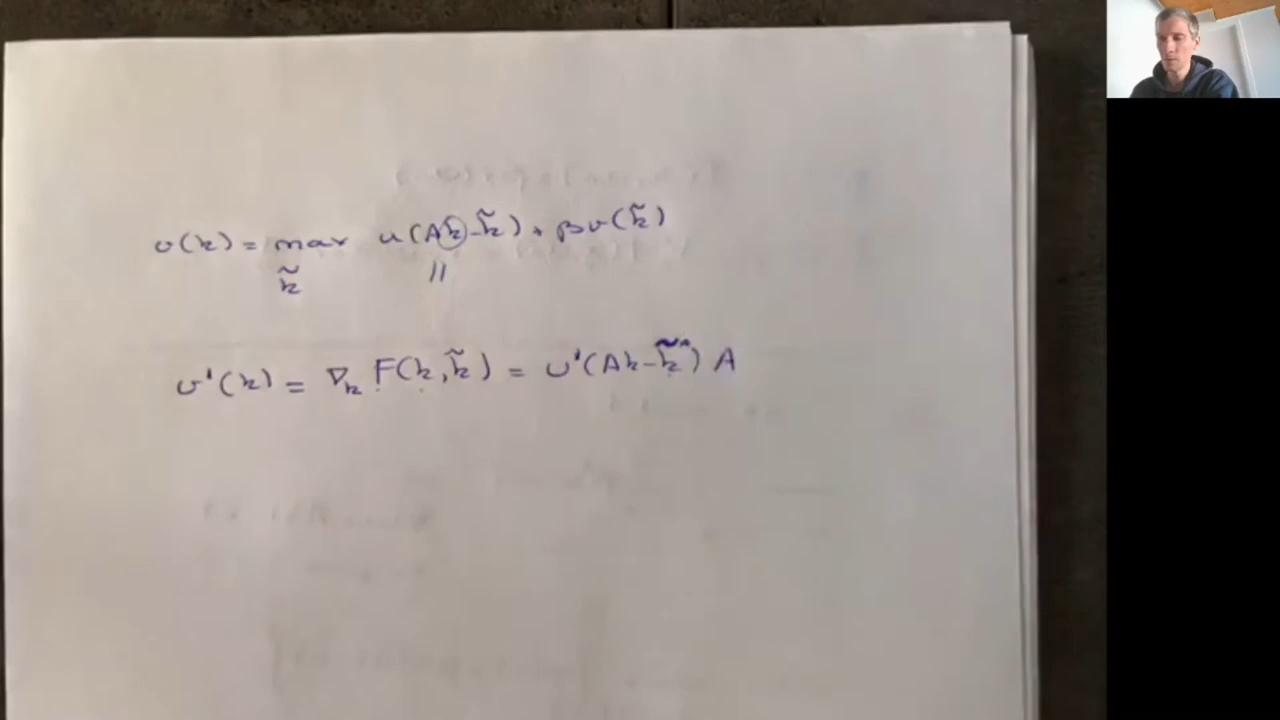 v(k) = max u(Ak-k̃) + βv(k̃)
k̃ //
v'(k) = ∇ₖ F(k,k̃) = u'(Ak-k̃*) A